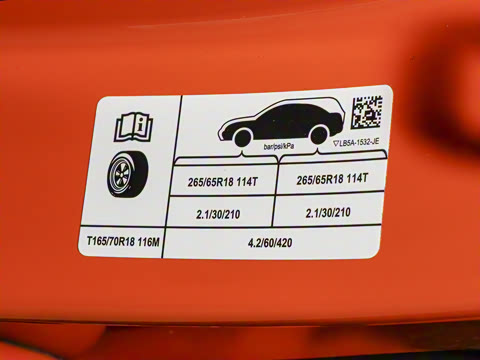 bar/psi/kPa
▽LB5A-1532-JE
265/65R18 114T 265/65R18 114T
2.1/30/210 2.1/30/210
T165/70R18 116M 4.2/60/420